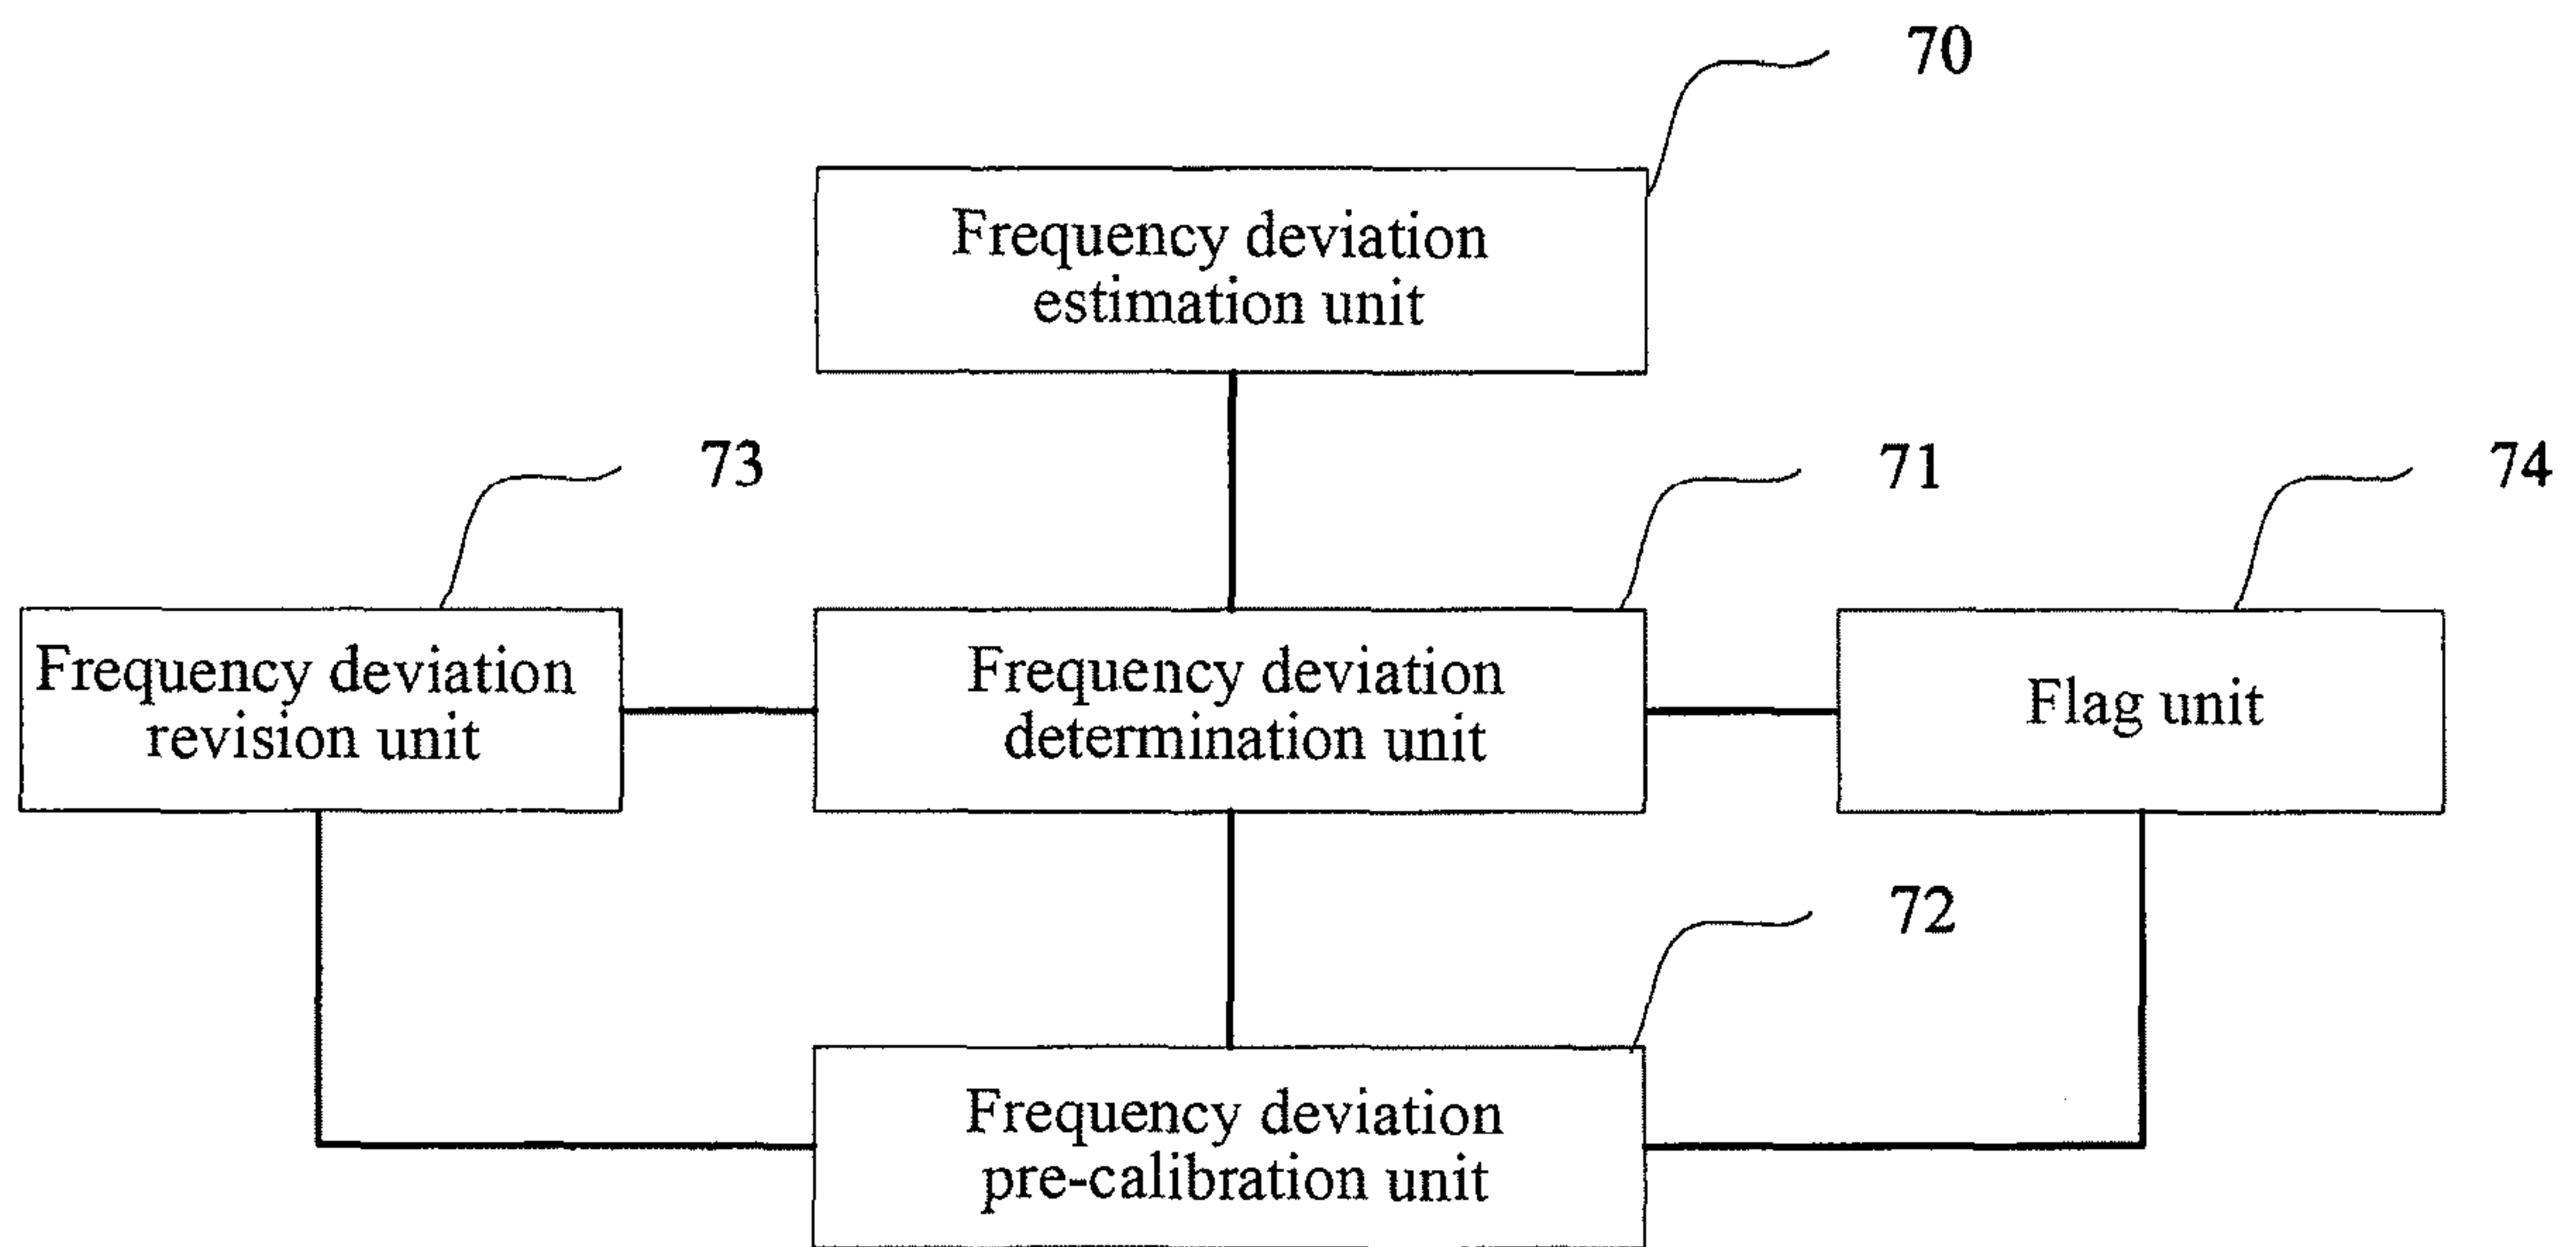 70
Frequency deviation
estimation unit
73
71
74
Frequency deviation
revision unit
Frequency deviation
determination unit
Flag unit
72
Frequency deviation
pre-calibration unit